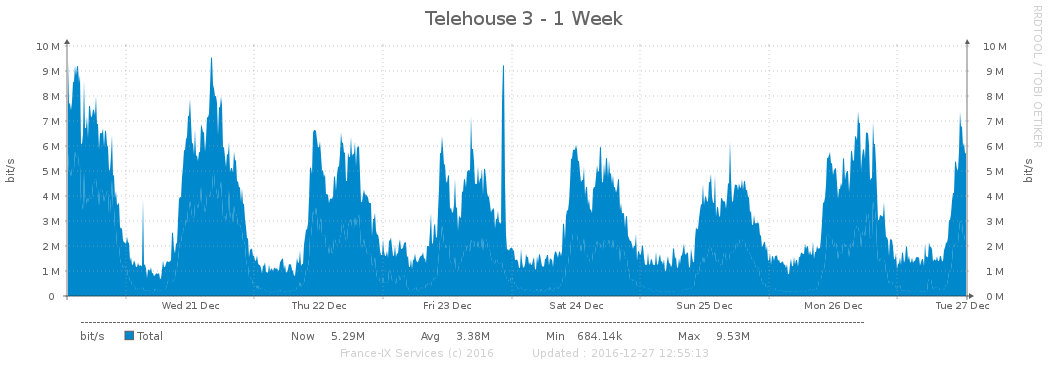 Telehouse 3 - 1 Week
RRDTOOL / TOBI OETIKER
bit/s
10 M 10 M
9 M 9 M
8 M 8 M
7 M 7 M
6 M 6 M
5 M 5 M
4 M 4 M
3 M 3 M
2 M 2 M
1 M 1 M
0 0 M
bit/s
Wed 21 Dec Thu 22 Dec Fri 23 Dec Sat 24 Dec Sun 25 Dec Mon 26 Dec Tue 27 Dec
bit/s Total Now 5.29M Avg 3.38M Min 684.14k Max 9.53M
France-IX Services (c) 2016 Updated : 2016-12-27 12:55:13